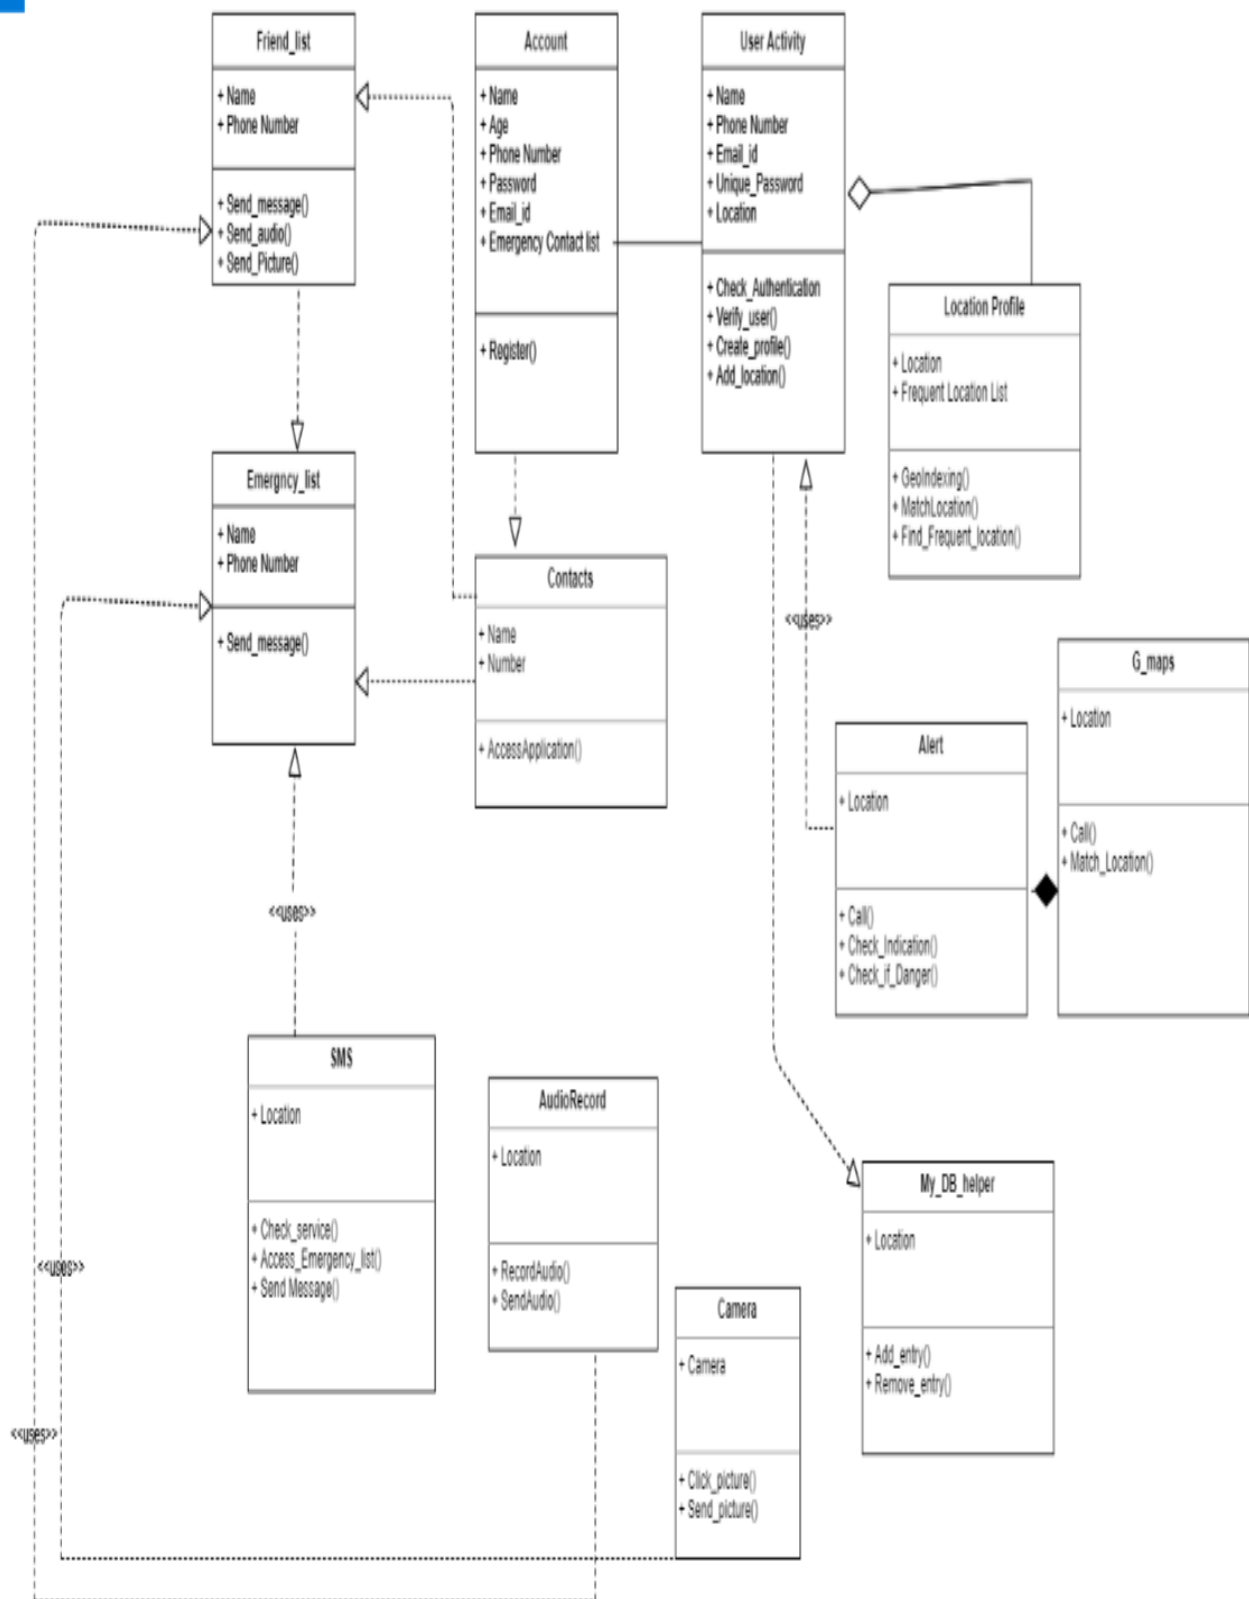 Friend_list
+ Name
+ Phone Number
+ Send_message()
+ Send_audio()
+ Send_Picture()
Account
+ Name
+ Age
+ Phone Number
+ Password
+ Email_id
+ Emergency Contact list
+ Register()
User Activity
+ Name
+ Phone Number
+ Email_id
+ Unique_Password
+ Location
+ Check_Authentication
+ Verify_user()
+ Create_profile()
+ Add_location()
Location Profile
+ Location
+ Frequent Location List
+ GeoIndexing()
+ MatchLocation()
+ Find_Frequent_location()
Emergncy_list
+ Name
+ Phone Number
+ Send_message()
Contacts
+ Name
+ Number
+ AccessApplication()
<<uses>>
G_maps
+ Location
+ Call()
+ Match_Location()
Alert
+ Location
+ Call()
+ Check_Indication()
+ Check_if_Danger()
<<uses>>
SMS
+ Location
+ Check_service()
+ Access_Emergency_list()
+ Send Message()
AudioRecord
+ Location
+ RecordAudio()
+ SendAudio()
My_DB_helper
+ Location
+ Add_entry()
+ Remove_entry()
<<uses>>
Camera
+ Camera
+ Click_picture()
+ Send_picture()
<<uses>>